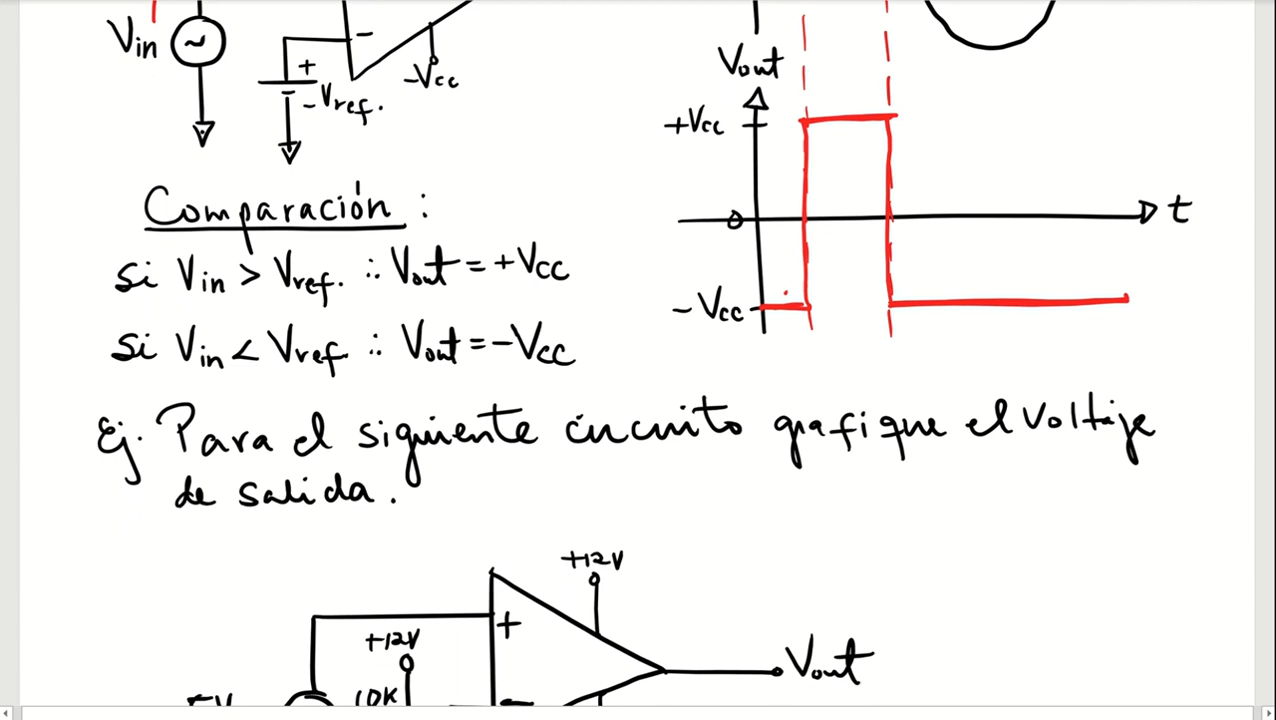 Vin
+
- Vref.
-
-Vcc
Vout
+Vcc
0
t
-Vcc
Comparación :
si Vin > Vref. ∴ Vout = +Vcc
si Vin < Vref. ∴ Vout = -Vcc
Ej. Para el siguiente circuito grafique el voltaje
de salida.
+12V
+
+12V
Vout
10K
-